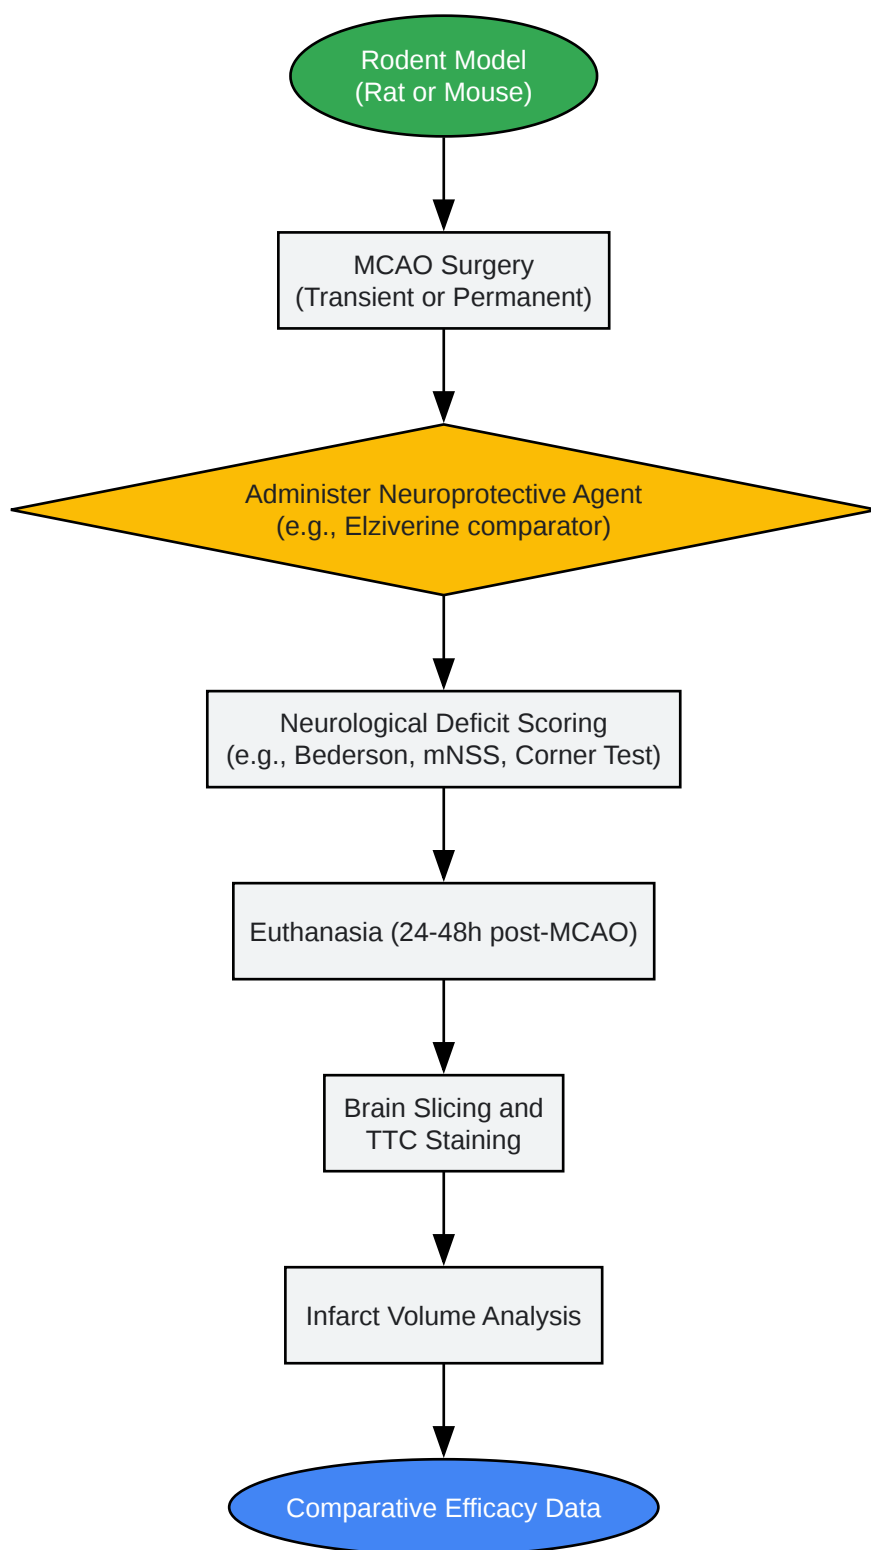 Rodent Model
(Rat or Mouse)
MCAO Surgery
(Transient or Permanent)
Administer Neuroprotective Agent
(e.g., Elziverine comparator)
Neurological Deficit Scoring
(e.g., Bederson, mNSS, Corner Test)
Euthanasia (24-48h post-MCAO)
Brain Slicing and
TTC Staining
Infarct Volume Analysis
Comparative Efficacy Data